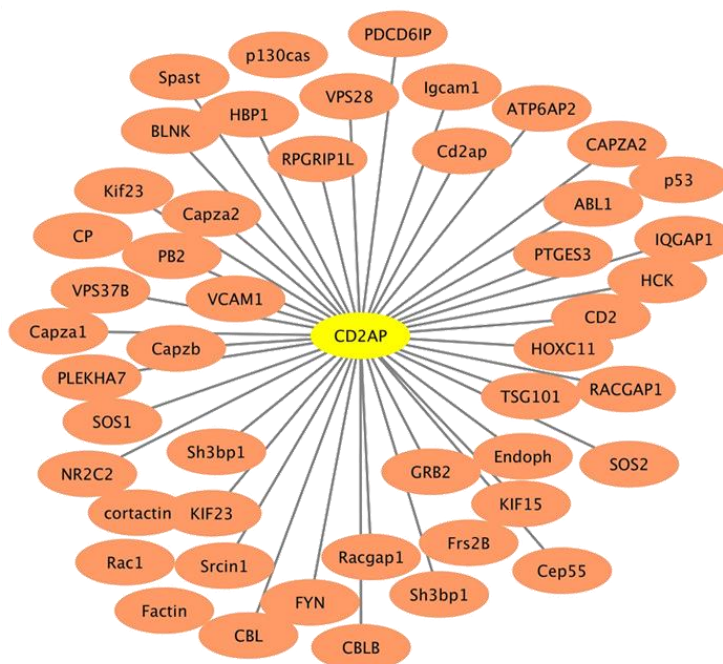 PDCD6IP
p130cas
Spast
Igcam1
VPS28
ATP6AP2
HBP1
BLNK
CAPZA2
Cd2ap
RPGRIP1L
p53
Kif23
ABL1
Capza2
CP
IQGAP1
PTGES3
PB2
HCK
VPS37B
VCAM1
CD2
Capza1
CD2AP
Capzb
HOXC11
PLEKHA7
RACGAP1
TSG101
SOS1
Sh3bp1
Endoph
SOS2
NR2C2
GRB2
KIF15
cortactin
KIF23
Frs2B
Racgap1
Rac1
Srcin1
Cep55
Sh3bp1
FYN
Factin
CBL
CBLB